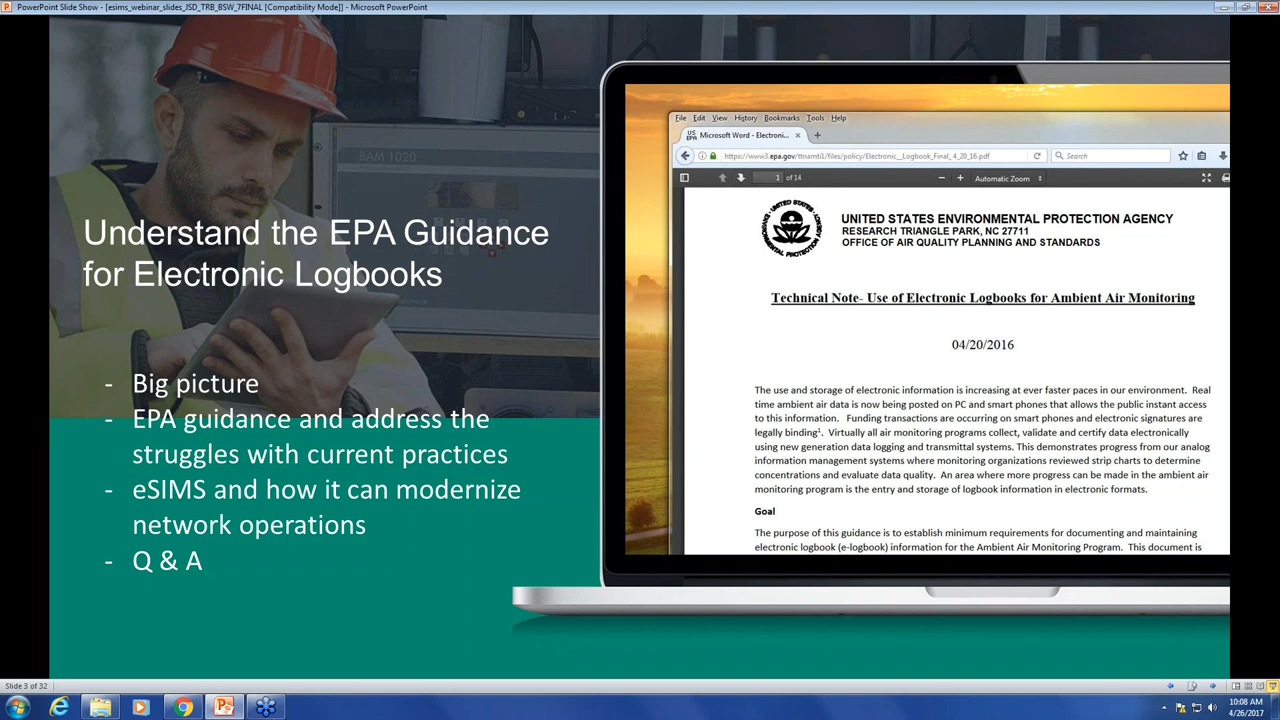 PowerPoint Slide Show - [esims_webinar_slides_JSD_TRB_BSW_7FINAL [Compatibility Mode]] - Microsoft PowerPoint
BAM 1020
Understand the EPA Guidance
for Electronic Logbooks
- Big picture
- EPA guidance and address the
struggles with current practices
- eSIMS and how it can modernize
network operations
- Q & A
File Edit View History Bookmarks Tools Help
US EPA Microsoft Word - Electroni... × +
https://www3.epa.gov/ttnamti1/files/policy/Electronic__Logbook_Final_4_20_16.pdf
Search
1 of 14
Automatic Zoom
UNITED STATES ENVIRONMENTAL PROTECTION AGENCY
RESEARCH TRIANGLE PARK, NC 27711
OFFICE OF AIR QUALITY PLANNING AND STANDARDS
Technical Note- Use of Electronic Logbooks for Ambient Air Monitoring
04/20/2016
The use and storage of electronic information is increasing at ever faster paces in our environment. Real
time ambient air data is now being posted on PC and smart phones that allows the public instant access
to this information. Funding transactions are occurring on smart phones and electronic signatures are
legally binding¹. Virtually all air monitoring programs collect, validate and certify data electronically
using new generation data logging and transmittal systems. This demonstrates progress from our analog
information management systems where monitoring organizations reviewed strip charts to determine
concentrations and evaluate data quality. An area where more progress can be made in the ambient air
monitoring program is the entry and storage of logbook information in electronic formats.
Goal
The purpose of this guidance is to establish minimum requirements for documenting and maintaining
electronic logbook (e-logbook) information for the Ambient Air Monitoring Program. This document is
Slide 3 of 32
10:08 AM
4/26/2017